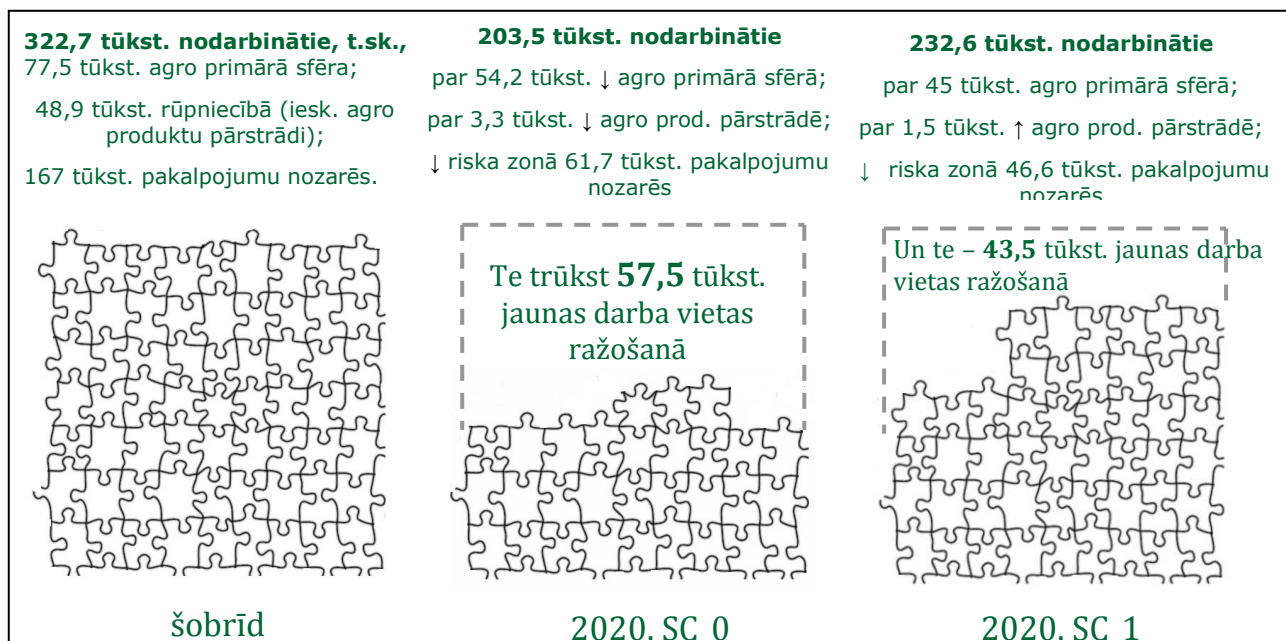 322,7 tūkst. nodarbinātie, t.sk.,
77,5 tūkst. agro primārā sfēra;
48,9 tūkst. rūpniecībā (iesk. agro
produktu pārstrādi);
167 tūkst. pakalpojumu nozarēs.
šobrīd
203,5 tūkst. nodarbinātie
par 54,2 tūkst. ↓ agro primārā sfērā;
par 3,3 tūkst. ↓ agro prod. pārstrādē;
↓ riska zonā 61,7 tūkst. pakalpojumu
nozarēs
Te trūkst 57,5 tūkst.
jaunas darba vietas
ražošanā
2020, SC_0
232,6 tūkst. nodarbinātie
par 45 tūkst. agro primārā sfērā;
par 1,5 tūkst. ↑ agro prod. pārstrādē;
↓ riska zonā 46,6 tūkst. pakalpojumu
nozarēs
Un te – 43,5 tūkst. jaunas darba
vietas ražošanā
2020, SC_1